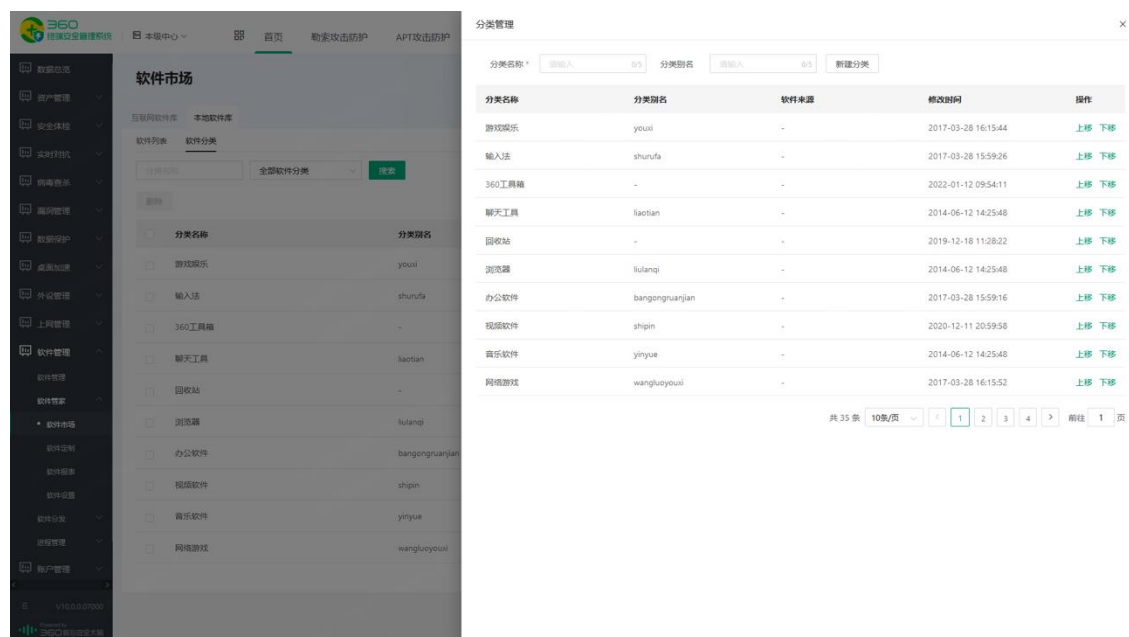 360
终端安全管理系统
本级中心
首页
勒索攻击防护
APT攻击防护
数据总览
资产管理
安全体检
实时对抗
病毒查杀
漏洞管理
数据保护
桌面加速
外设管理
上网管理
软件管理
软件管理
软件管家
软件市场
软件定制
软件报表
软件设置
软件分发
进程管理
账户管理
V10.0.0.07000
Powered by
软件市场
互联网软件库 本地软件库
软件列表 软件分类
分类名称 全部软件分类 搜索
删除
分类名称 分类别名
游戏娱乐 youxi
输入法 shurufa
360工具箱 -
聊天工具 liaotian
回收站 -
浏览器 liulanqi
办公软件 bangongruanjian
视频软件 shipin
音乐软件 yinyue
网络游戏 wangluoyouxi
分类管理 ×
分类名称 * 请输入 0/5 分类别名 请输入 0/5 新建分类
分类名称 分类别名 软件来源 修改时间 操作
游戏娱乐 youxi - 2017-03-28 16:15:44 上移 下移
输入法 shurufa - 2017-03-28 15:59:26 上移 下移
360工具箱 - - 2022-01-12 09:54:11 上移 下移
聊天工具 liaotian - 2014-06-12 14:25:48 上移 下移
回收站 - - 2019-12-18 11:28:22 上移 下移
浏览器 liulanqi - 2014-06-12 14:25:48 上移 下移
办公软件 bangongruanjian - 2017-03-28 15:59:16 上移 下移
视频软件 shipin - 2020-12-11 20:59:58 上移 下移
音乐软件 yinyue - 2014-06-12 14:25:48 上移 下移
网络游戏 wangluoyouxi - 2017-03-28 16:15:52 上移 下移
共 35 条 10条/页 < 1 2 3 4 > 前往 1 页